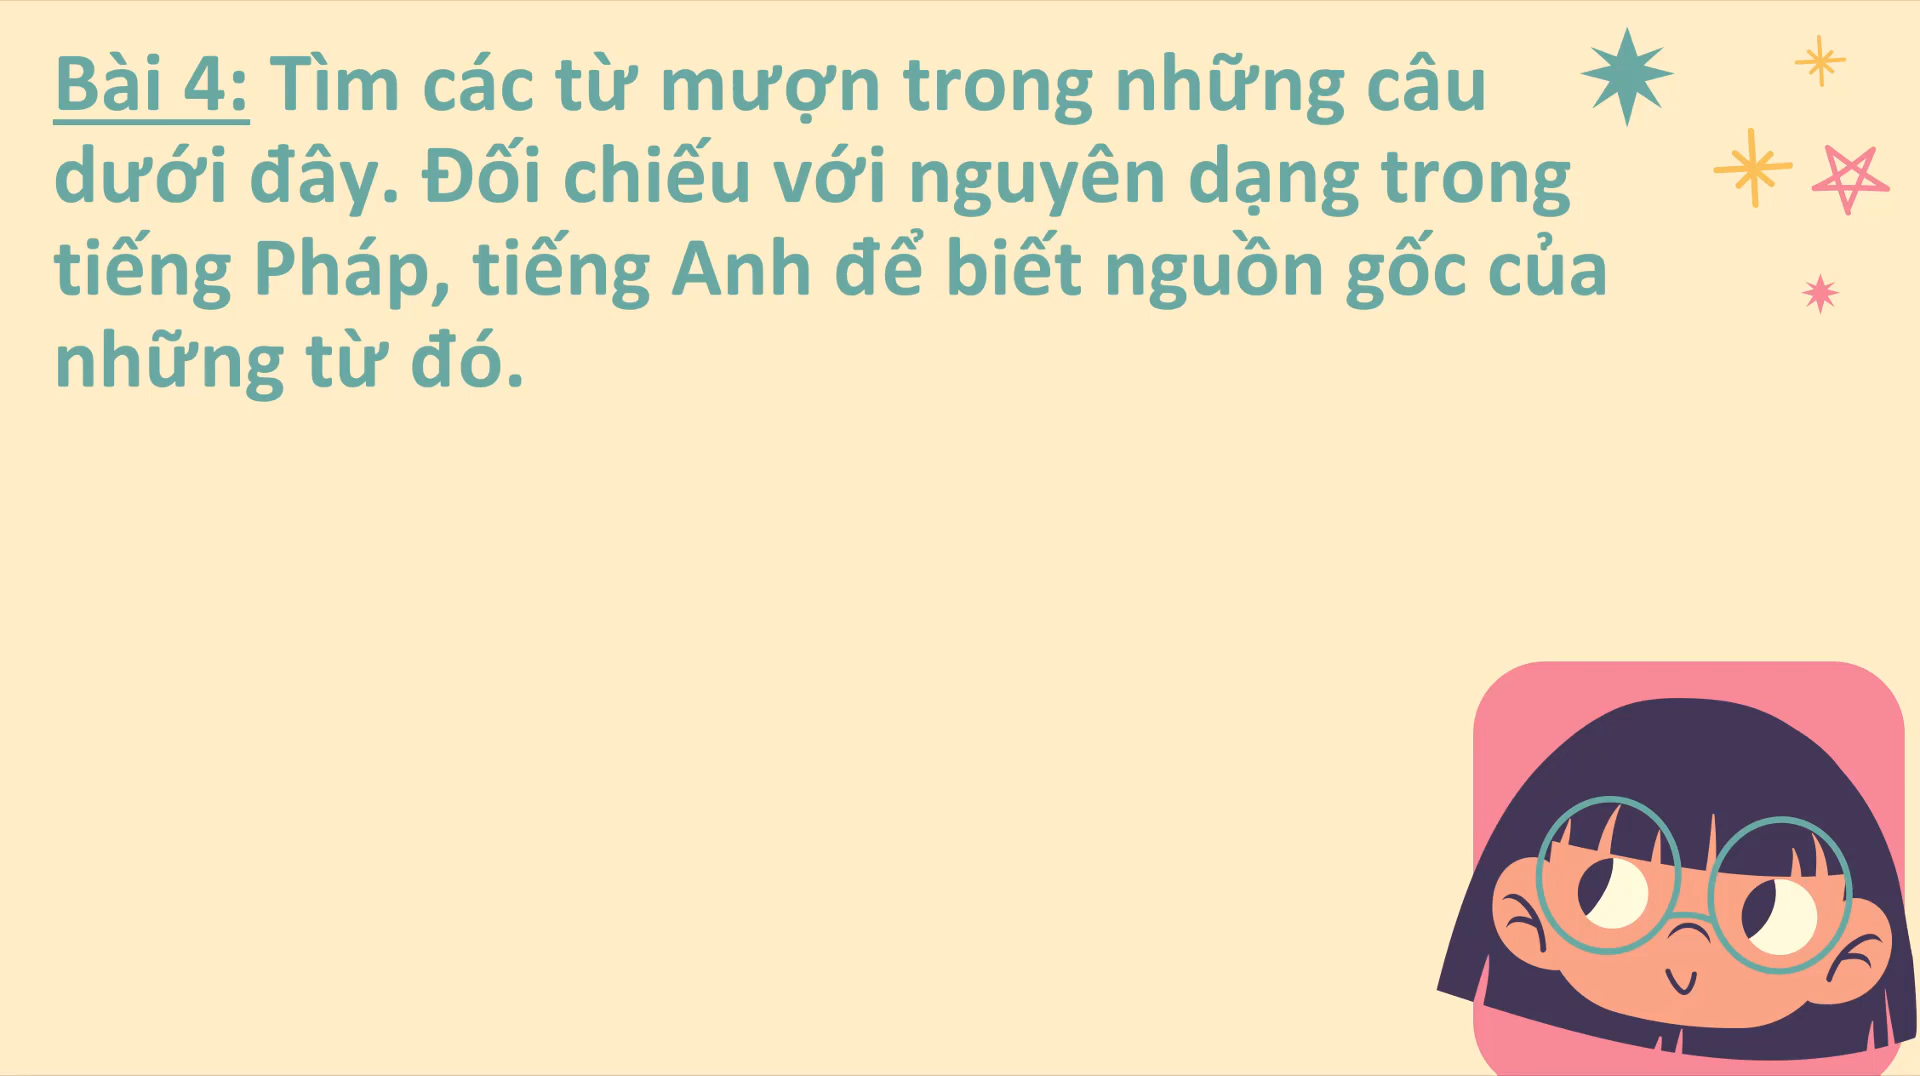 Bài 4: Tìm các từ mượn trong những câu
dưới đây. Đối chiếu với nguyên dạng trong
tiếng Pháp, tiếng Anh để biết nguồn gốc của
những từ đó.